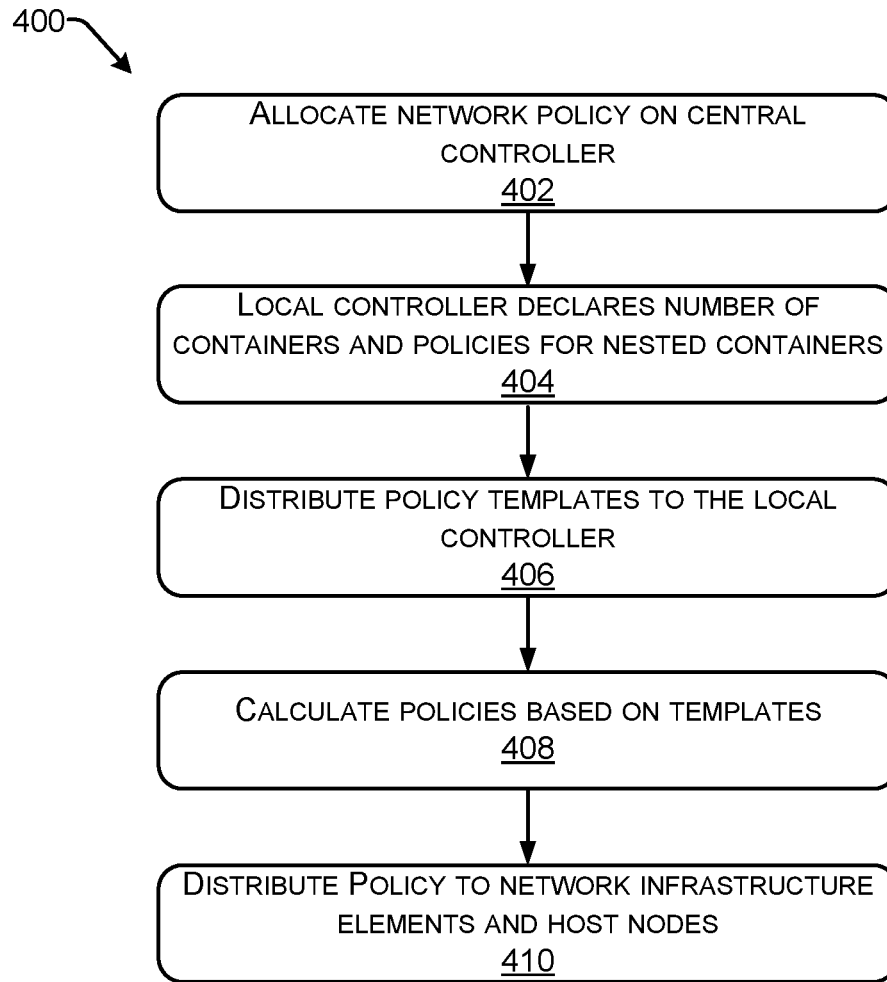 400
ALLOCATE NETWORK POLICY ON CENTRAL
CONTROLLER
402
LOCAL CONTROLLER DECLARES NUMBER OF
CONTAINERS AND POLICIES FOR NESTED CONTAINERS
404
DISTRIBUTE POLICY TEMPLATES TO THE LOCAL
CONTROLLER
406
CALCULATE POLICIES BASED ON TEMPLATES
408
DISTRIBUTE POLICY TO NETWORK INFRASTRUCTURE
ELEMENTS AND HOST NODES
410